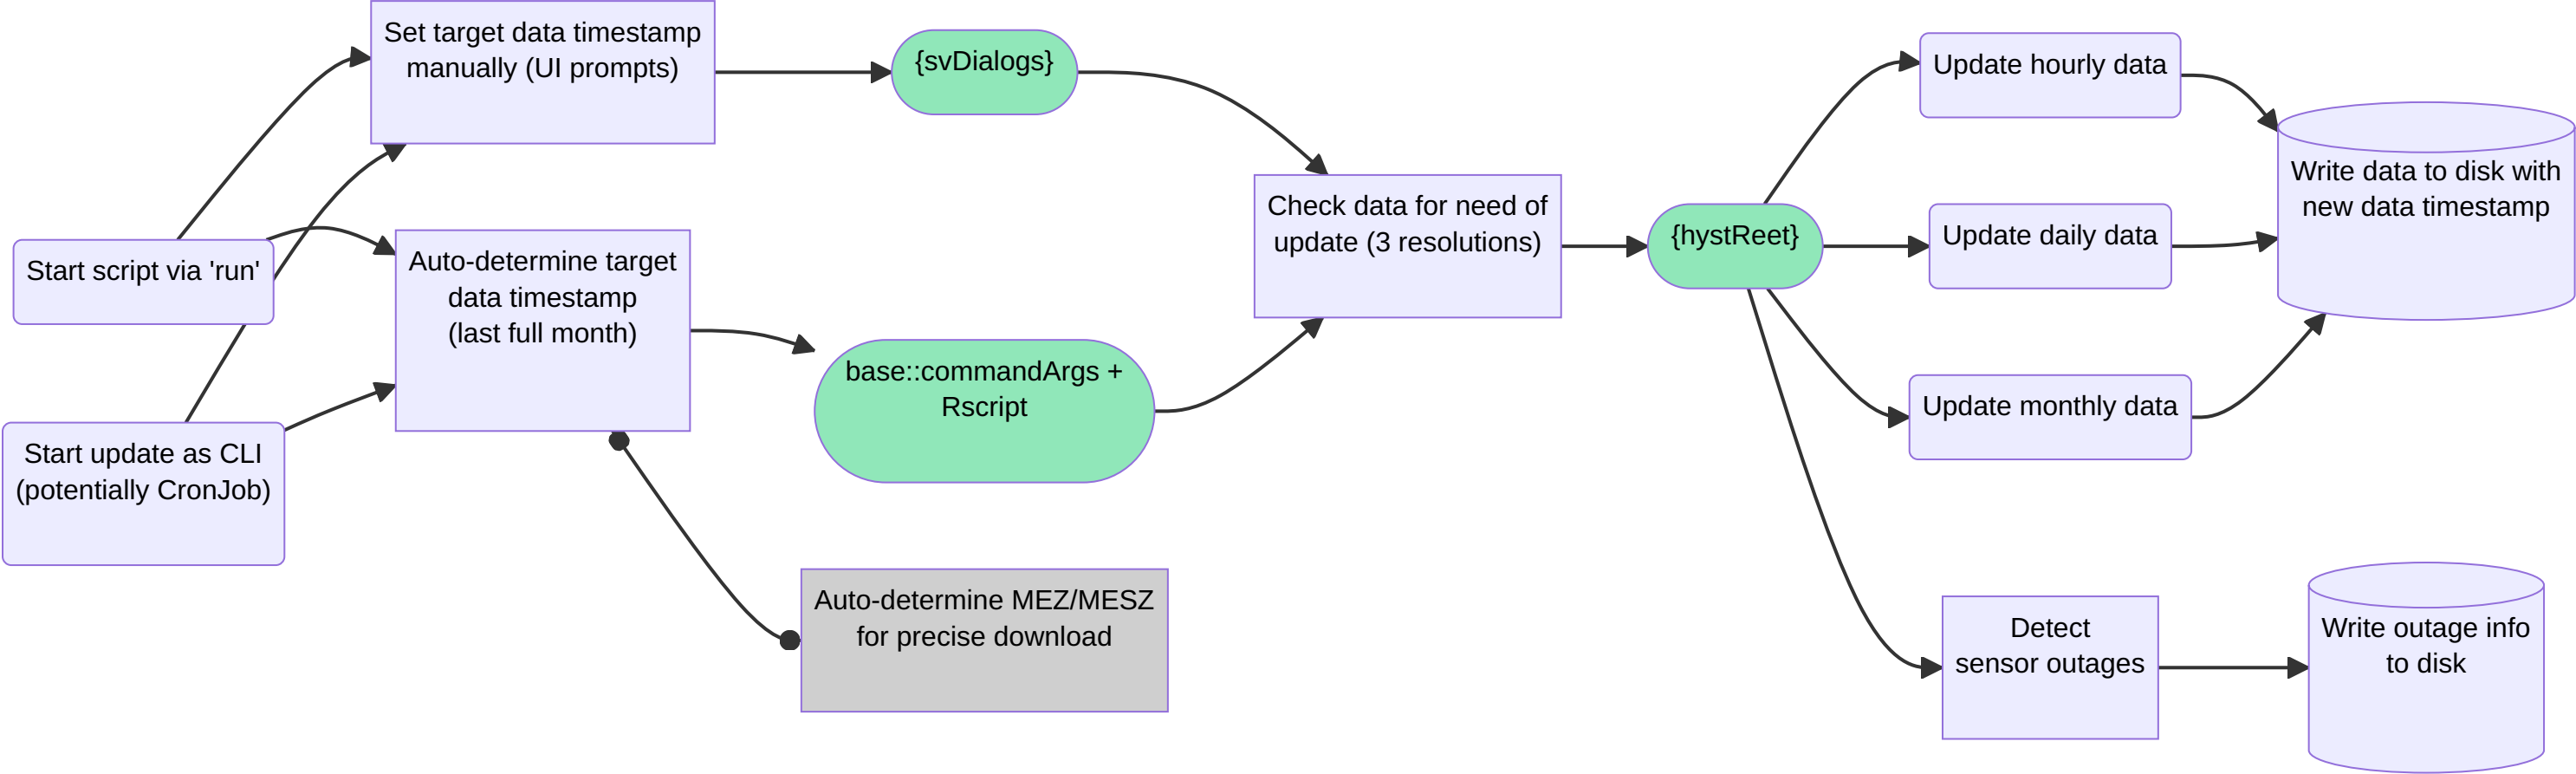 Set target data timestamp
manually (UI prompts)
{svDialogs}
Update hourly data
Write data to disk with
new data timestamp
Start script via 'run'
Auto-determine target
data timestamp
(last full month)
Check data for need of
update (3 resolutions)
{hystReet}
Update daily data
base::commandArgs +
Rscript
Update monthly data
Start update as CLI
(potentially CronJob)
Auto-determine MEZ/MESZ
for precise download
Detect
sensor outages
Write outage info
to disk